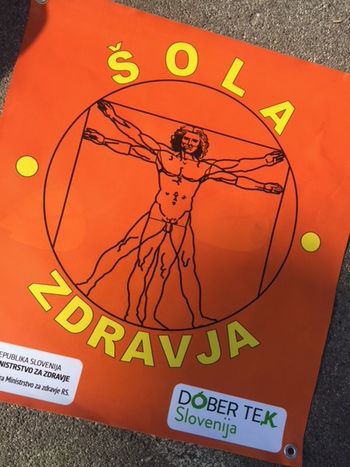 ŠOLA
ZDRAVJA
REPUBLIKA SLOVENIJA
MINISTRSTVO ZA ZDRAVJE
Ministrstvo za zdravje RS.
DOBER TEK
Slovenija